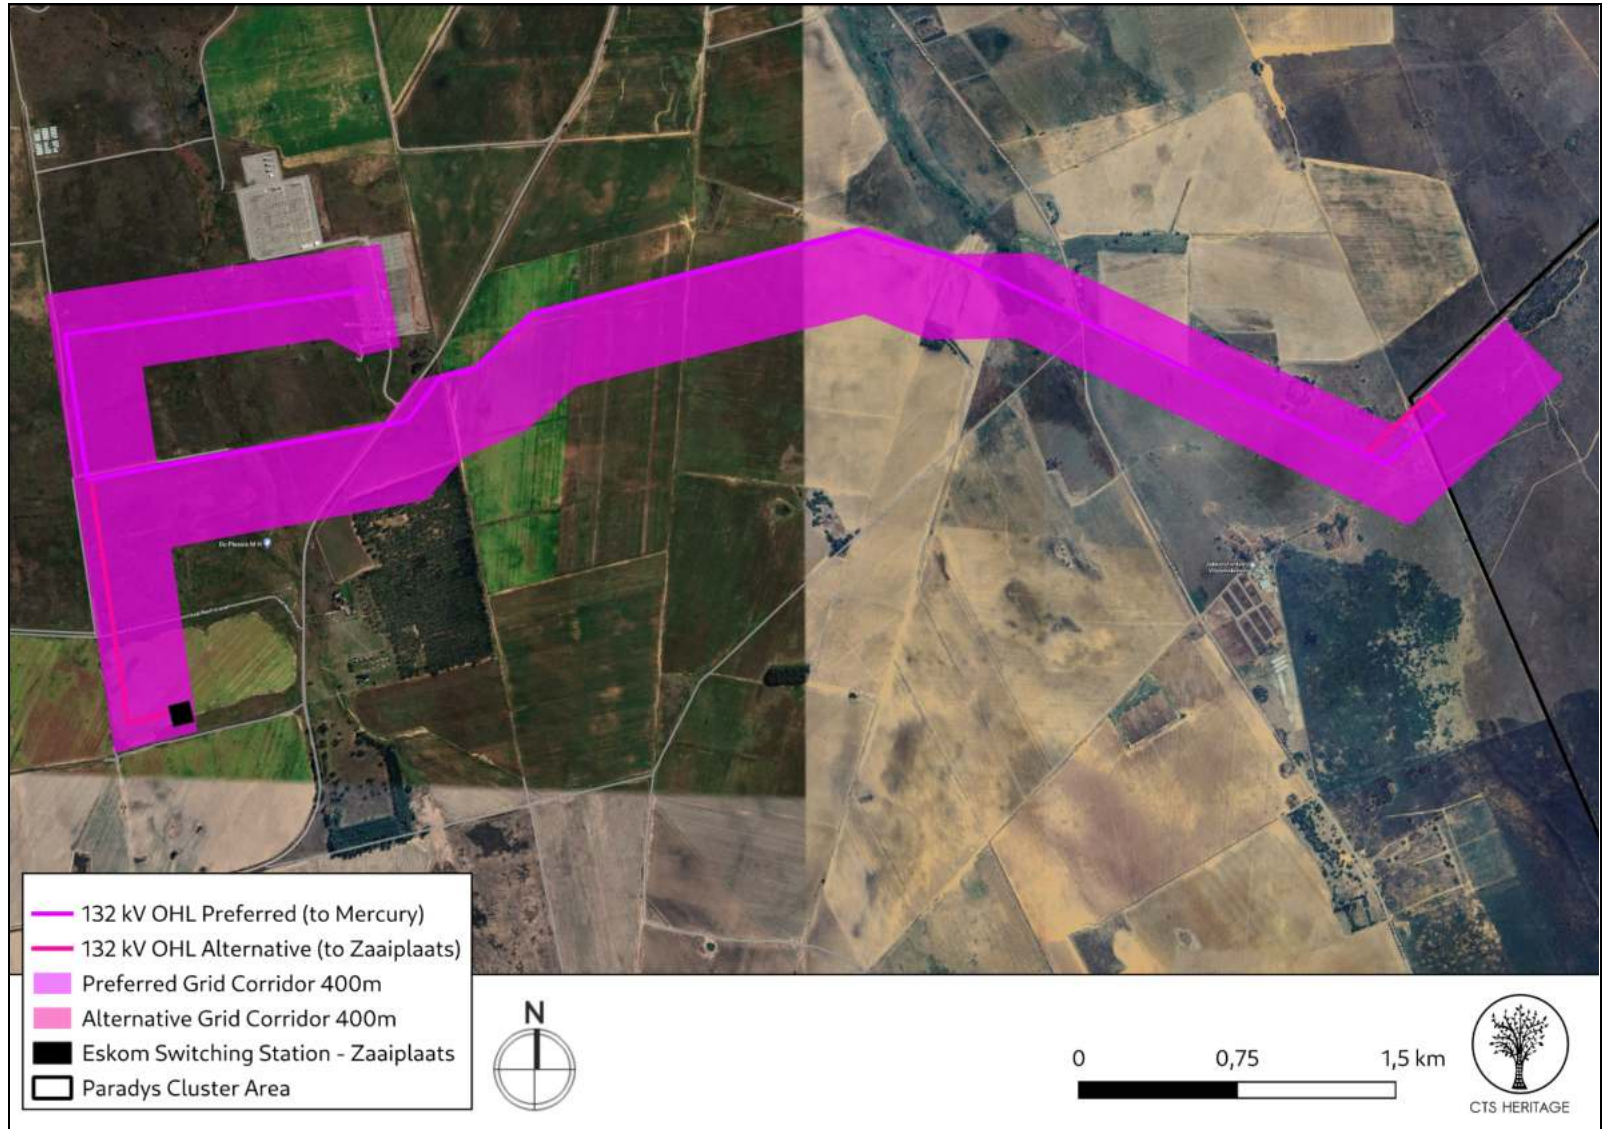 132 kV OHL Preferred (to Mercury)
132 kV OHL Alternative (to Zaaiplaats)
Preferred Grid Corridor 400m
Alternative Grid Corridor 400m
Eskom Switching Station - Zaaiplaats
Paradys Cluster Area
N
0 0,75 1,5 km
CTS HERITAGE